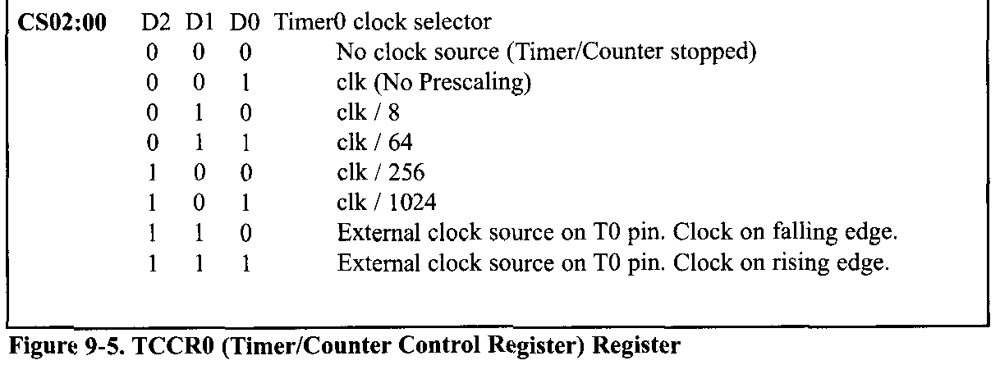 CS02:00 D2 D1 D0 Timer0 clock selector
0 0 0 No clock source (Timer/Counter stopped)
0 0 1 clk (No Prescaling)
0 1 0 clk / 8
0 1 1 clk / 64
1 0 0 clk / 256
1 0 1 clk / 1024
1 1 0 External clock source on T0 pin. Clock on falling edge.
1 1 1 External clock source on T0 pin. Clock on rising edge.
Figure 9-5. TCCR0 (Timer/Counter Control Register) Register